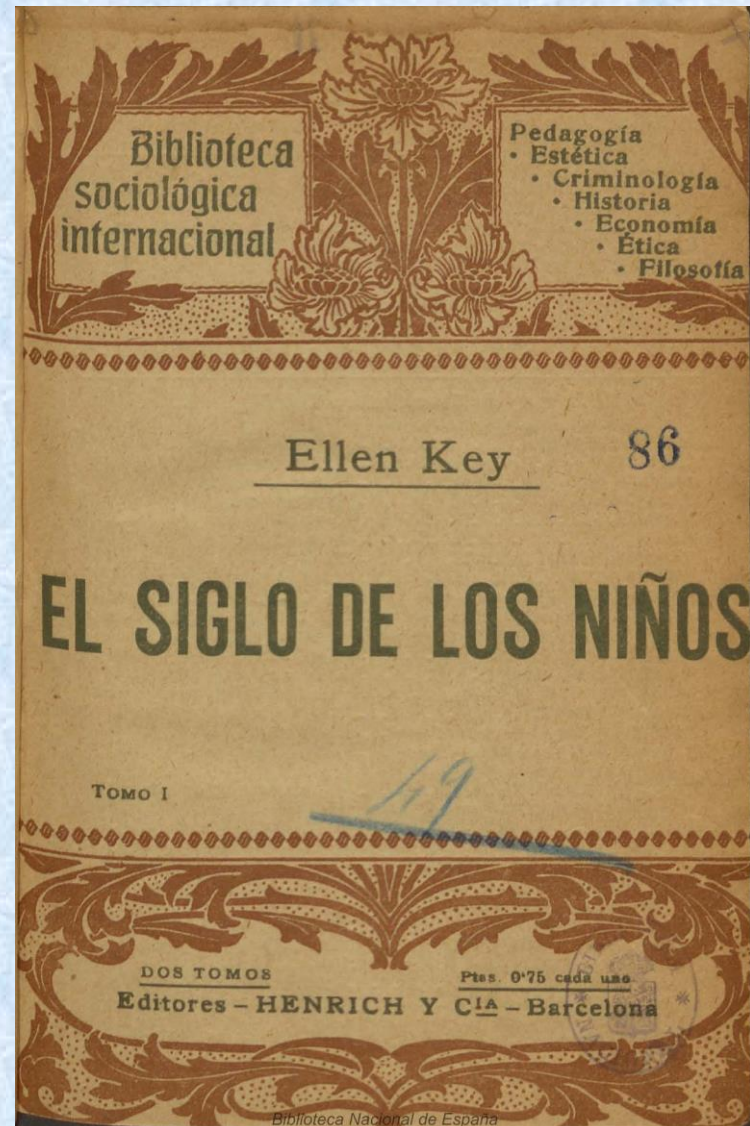 Biblioteca
sociológica
internacional
Pedagogía
• Estética
• Criminología
• Historia
• Economía
• Ética
• Filosofía
Ellen Key
86
EL SIGLO DE LOS NIÑOS
TOMO I
49
DOS TOMOS
Ptas. 0'75 cada uno
Editores – HENRICH Y CIA – Barcelona
Biblioteca Nacional de España